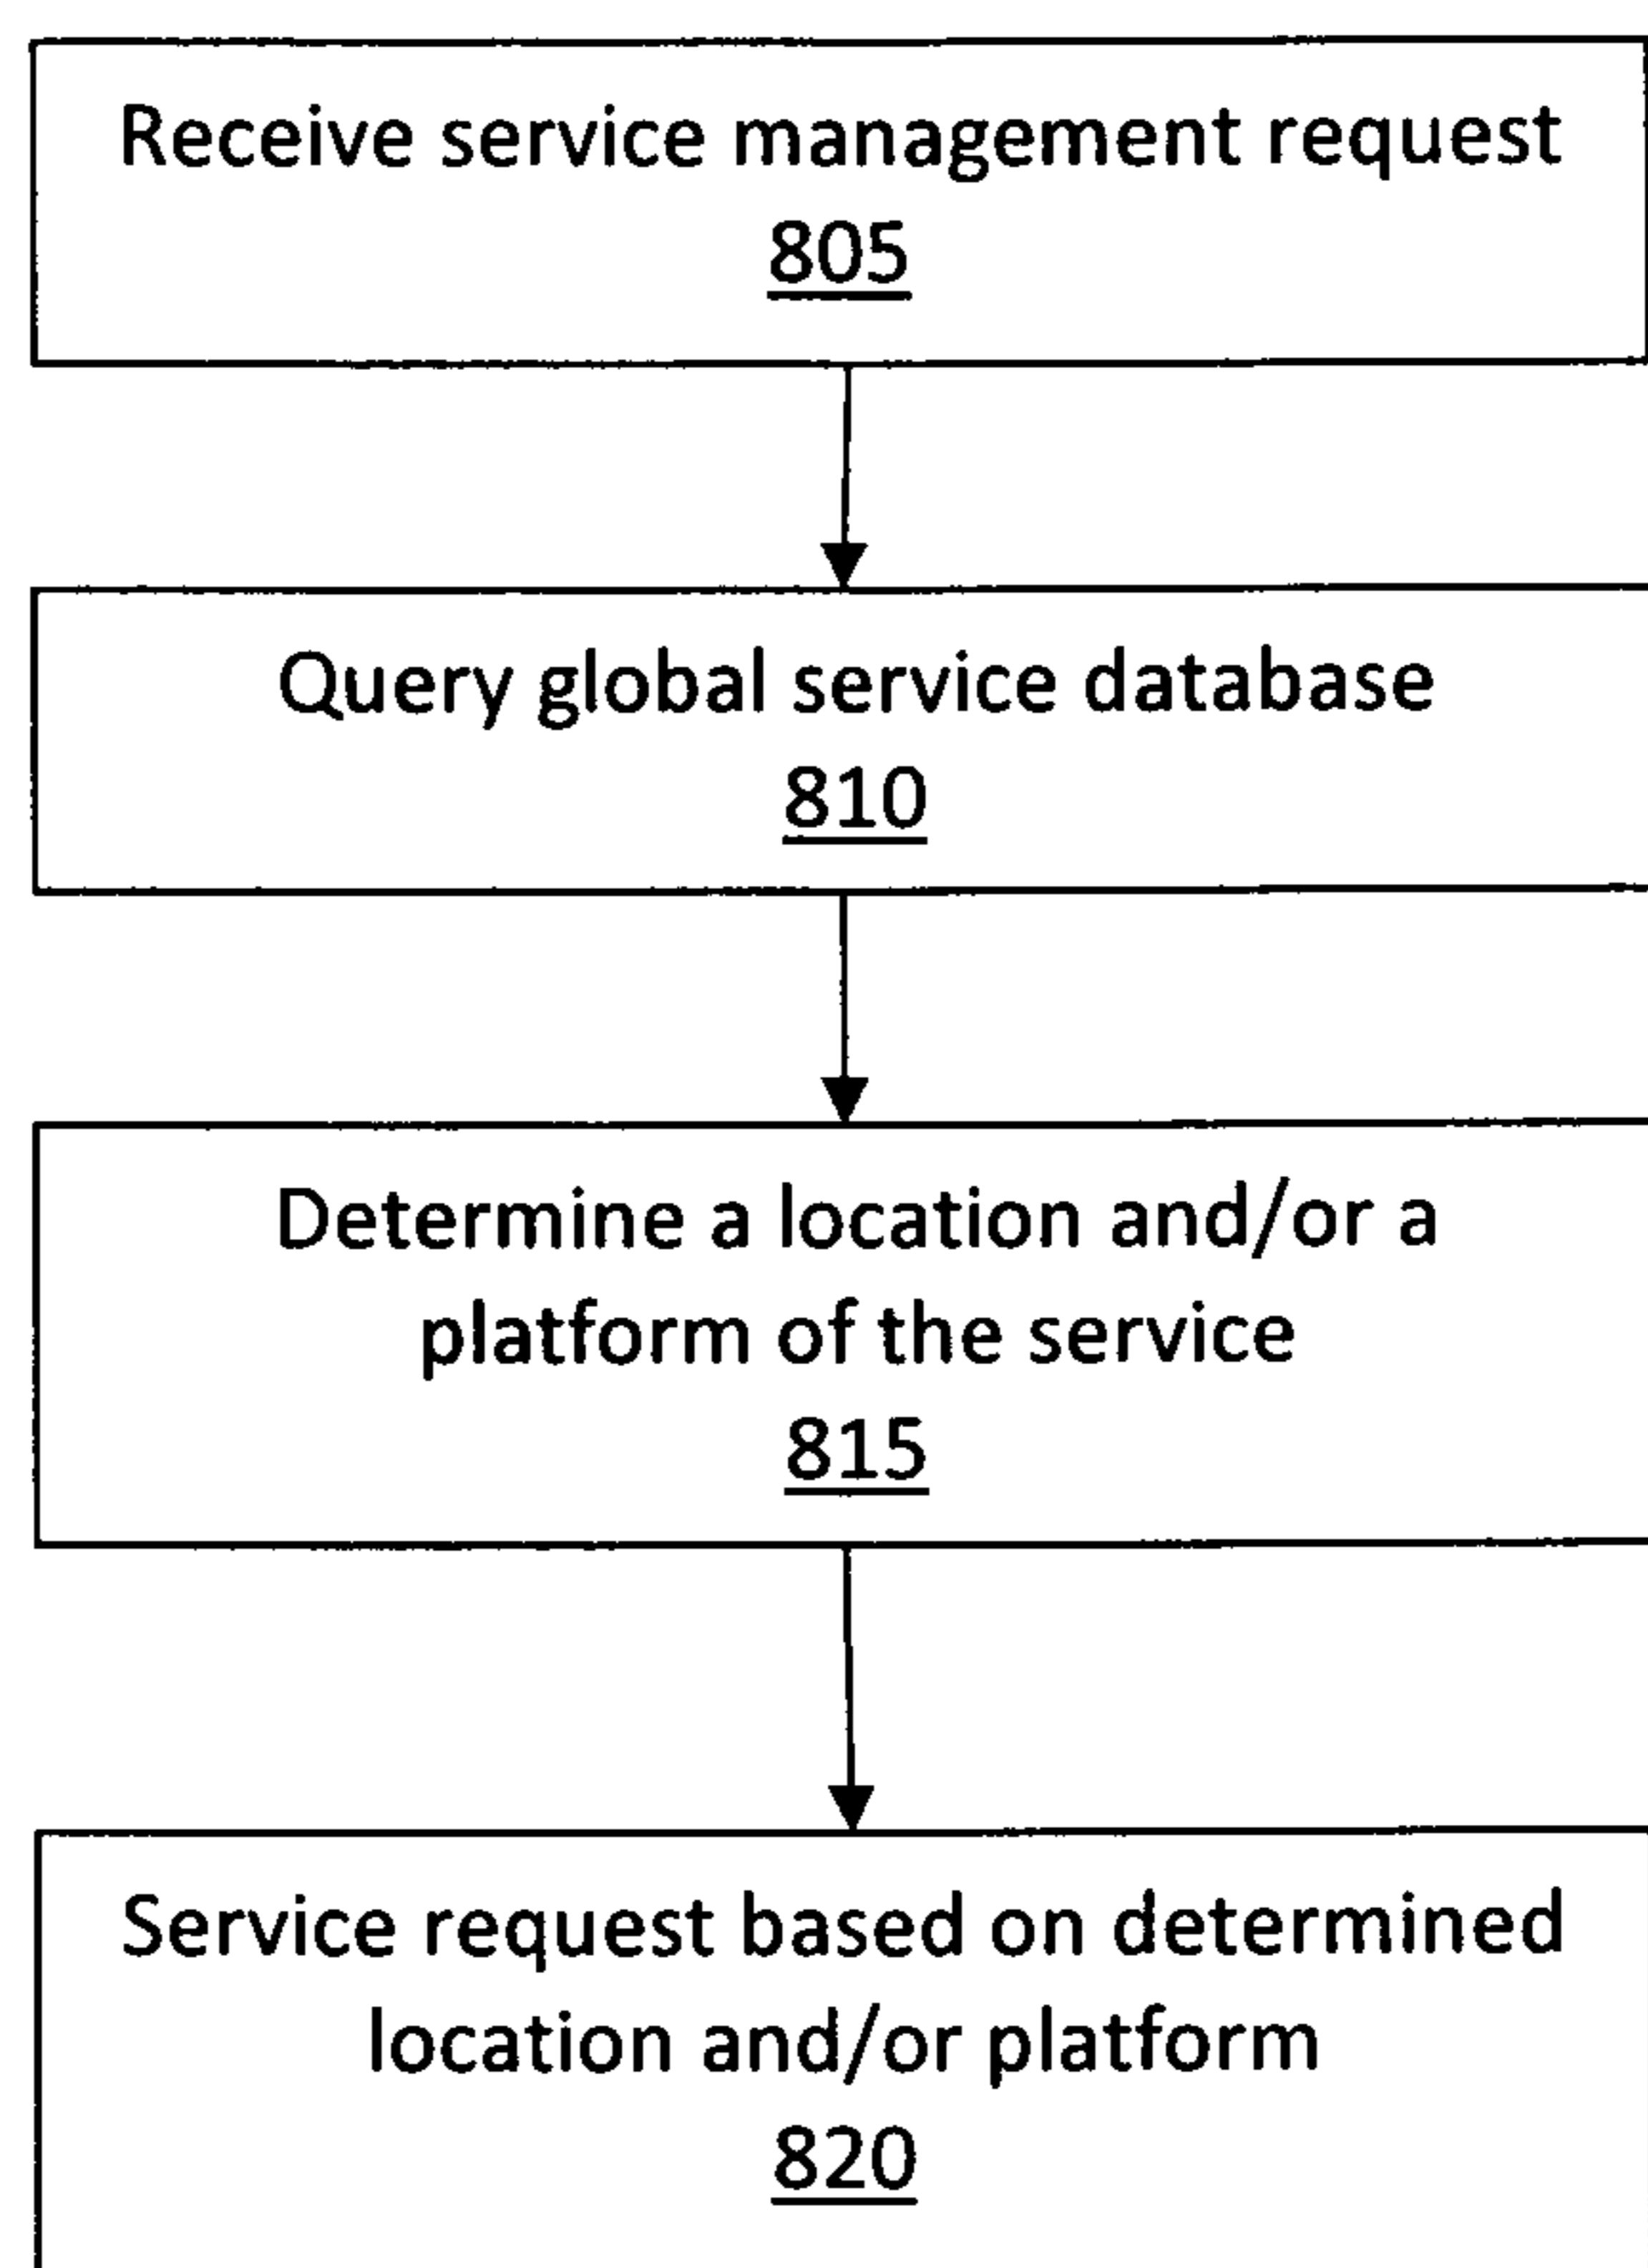 Receive service management request
805
Query global service database
810
Determine a location and/or a
platform of the service
815
Service request based on determined
location and/or platform
820